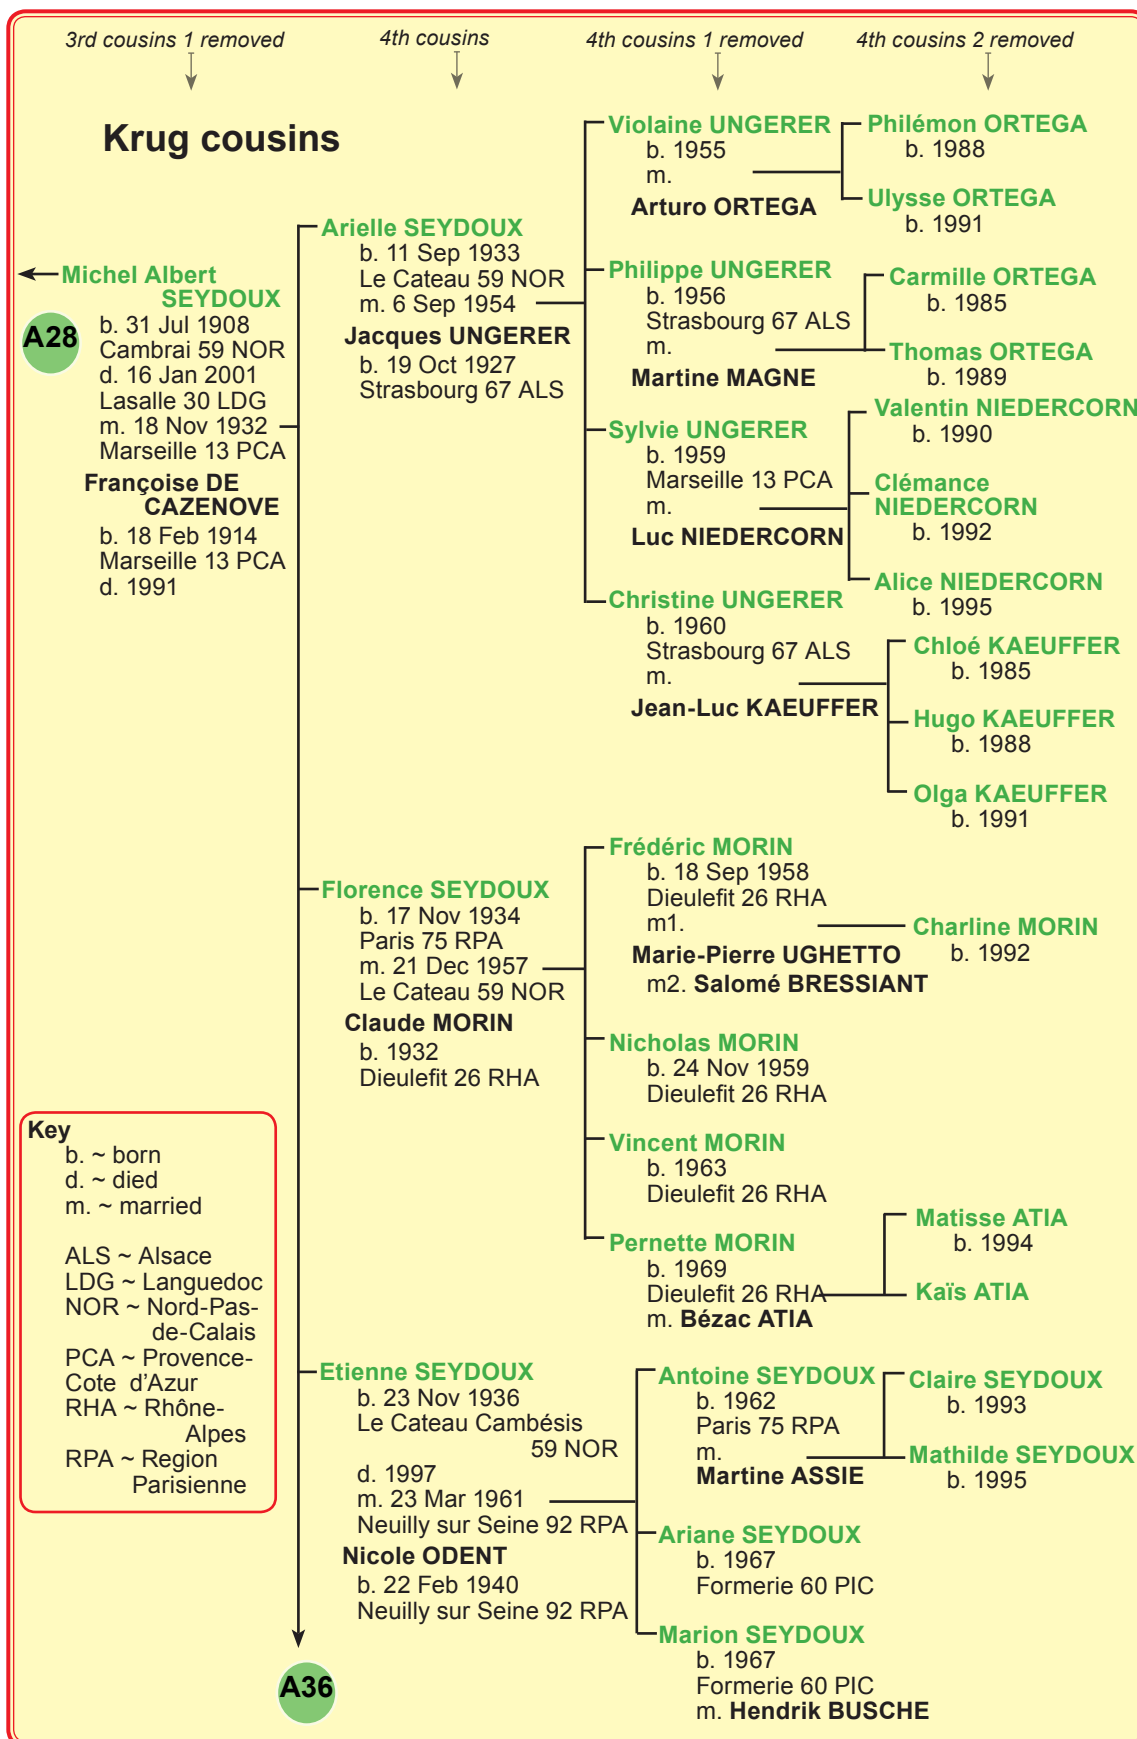 3rd cousins 1 removed
4th cousins
4th cousins 1 removed
4th cousins 2 removed
Krug cousins
Michel Albert
SEYDOUX
A28
b. 31 Jul 1908
Cambrai 59 NOR
d. 16 Jan 2001
Lasalle 30 LDG
m. 18 Nov 1932
Marseille 13 PCA
Françoise DE
CAZENOVE
b. 18 Feb 1914
Marseille 13 PCA
d. 1991
Arielle SEYDOUX
b. 11 Sep 1933
Le Cateau 59 NOR
m. 6 Sep 1954
Jacques UNGERER
b. 19 Oct 1927
Strasbourg 67 ALS
Violaine UNGERER
b. 1955
m.
Arturo ORTEGA
Philémon ORTEGA
b. 1988
Ulysse ORTEGA
b. 1991
Philippe UNGERER
b. 1956
Strasbourg 67 ALS
m.
Martine MAGNE
Carmille ORTEGA
b. 1985
Thomas ORTEGA
b. 1989
Sylvie UNGERER
b. 1959
Marseille 13 PCA
m.
Luc NIEDERCORN
Valentin NIEDERCORN
b. 1990
Clémance
NIEDERCORN
b. 1992
Alice NIEDERCORN
b. 1995
Christine UNGERER
b. 1960
Strasbourg 67 ALS
m.
Jean-Luc KAEUFFER
Chloé KAEUFFER
b. 1985
Hugo KAEUFFER
b. 1988
Olga KAEUFFER
b. 1991
Florence SEYDOUX
b. 17 Nov 1934
Paris 75 RPA
m. 21 Dec 1957
Le Cateau 59 NOR
Claude MORIN
b. 1932
Dieulefit 26 RHA
Frédéric MORIN
b. 18 Sep 1958
Dieulefit 26 RHA
m1.
Marie-Pierre UGHETTO
m2. Salomé BRESSIANT
Charline MORIN
b. 1992
Nicholas MORIN
b. 24 Nov 1959
Dieulefit 26 RHA
Vincent MORIN
b. 1963
Dieulefit 26 RHA
Pernette MORIN
b. 1969
Dieulefit 26 RHA
m. Bézac ATIA
Matisse ATIA
b. 1994
Kaïs ATIA
Etienne SEYDOUX
b. 23 Nov 1936
Le Cateau Cambésis
59 NOR
d. 1997
m. 23 Mar 1961
Neuilly sur Seine 92 RPA
Nicole ODENT
b. 22 Feb 1940
Neuilly sur Seine 92 RPA
Antoine SEYDOUX
b. 1962
Paris 75 RPA
m.
Martine ASSIE
Claire SEYDOUX
b. 1993
Mathilde SEYDOUX
b. 1995
Ariane SEYDOUX
b. 1967
Formerie 60 PIC
Marion SEYDOUX
b. 1967
Formerie 60 PIC
m. Hendrik BUSCHE
A36
Key
b. ~ born
d. ~ died
m. ~ married
ALS ~ Alsace
LDG ~ Languedoc
NOR ~ Nord-Pas-
de-Calais
PCA ~ Provence-
Cote d'Azur
RHA ~ Rhône-
Alpes
RPA ~ Region
Parisienne